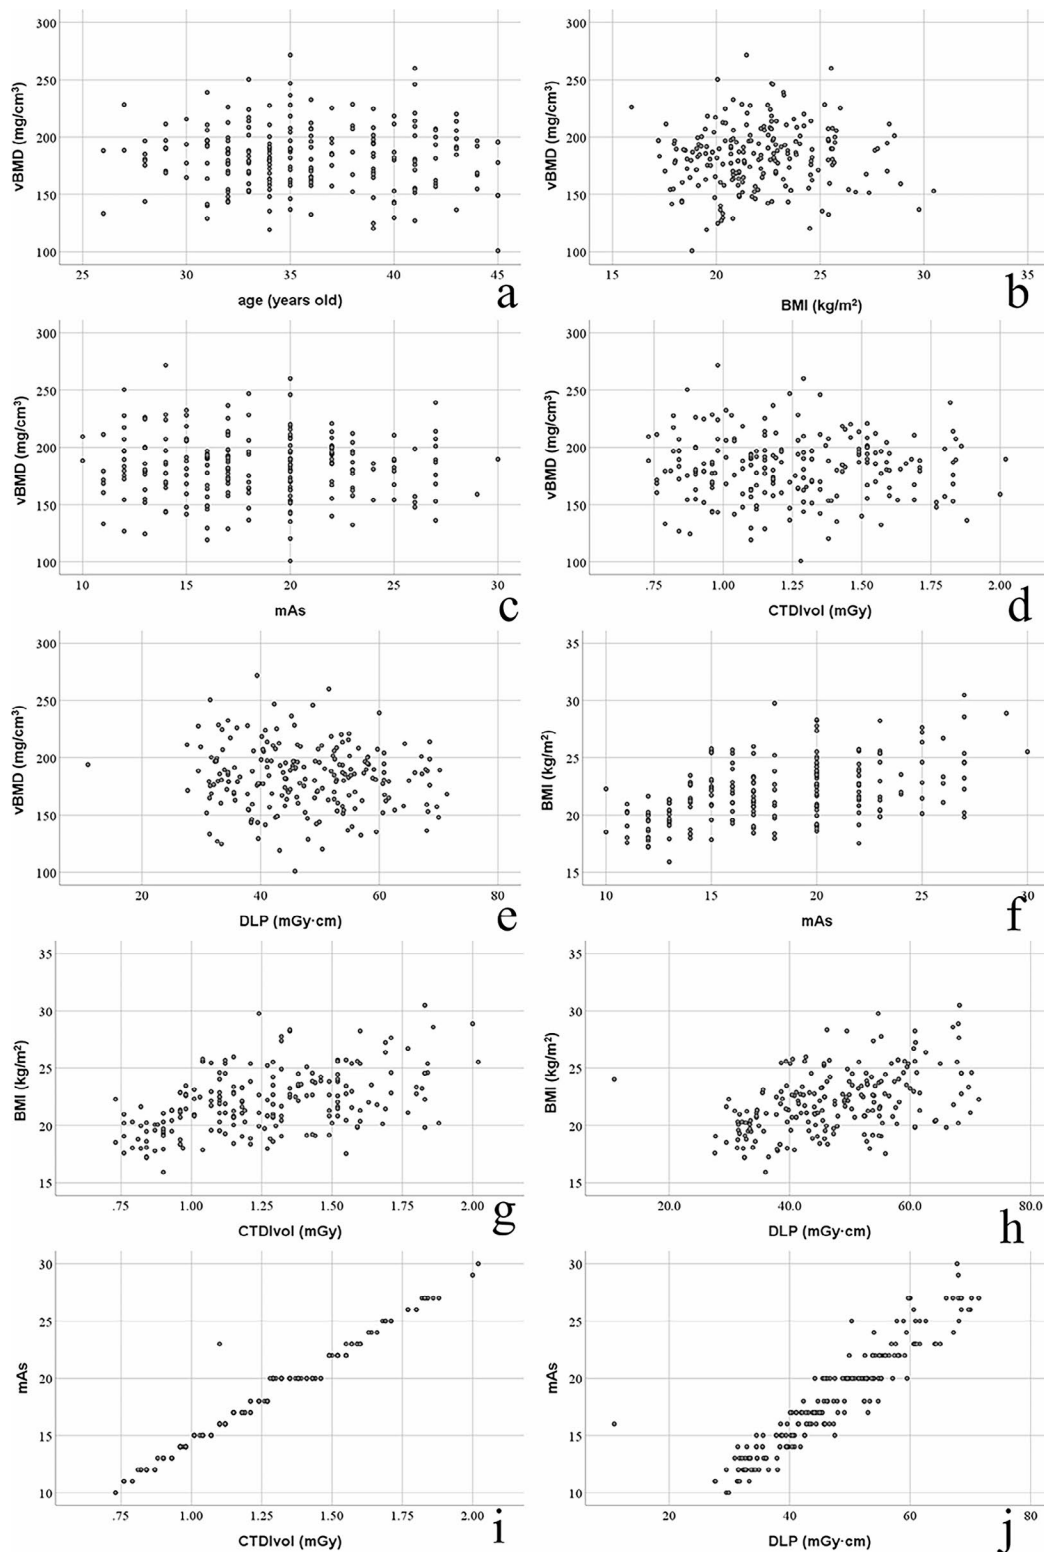 300
250
200
150
100
vBMD (mg/cm³)
25 30 35 40 45
age (years old)
a
300
250
200
150
100
vBMD (mg/cm³)
15 20 25 30 35
BMI (kg/m²)
b
300
250
200
150
100
vBMD (mg/cm³)
10 15 20 25 30
mAs
c
300
250
200
150
100
vBMD (mg/cm³)
.75 1.00 1.25 1.50 1.75 2.00
CTDIvol (mGy)
d
300
250
200
150
100
vBMD (mg/cm³)
20 40 60 80
DLP (mGy·cm)
e
35
30
25
20
15
BMI (kg/m²)
10 15 20 25 30
mAs
f
35
30
25
20
15
BMI (kg/m²)
.75 1.00 1.25 1.50 1.75 2.00
CTDIvol (mGy)
g
35
30
25
20
15
BMI (kg/m²)
20.0 40.0 60.0 80.0
DLP (mGy·cm)
h
30
25
20
15
10
mAs
.75 1.00 1.25 1.50 1.75 2.00
CTDIvol (mGy)
i
30
25
20
15
10
mAs
20 40 60 80
DLP (mGy·cm)
j